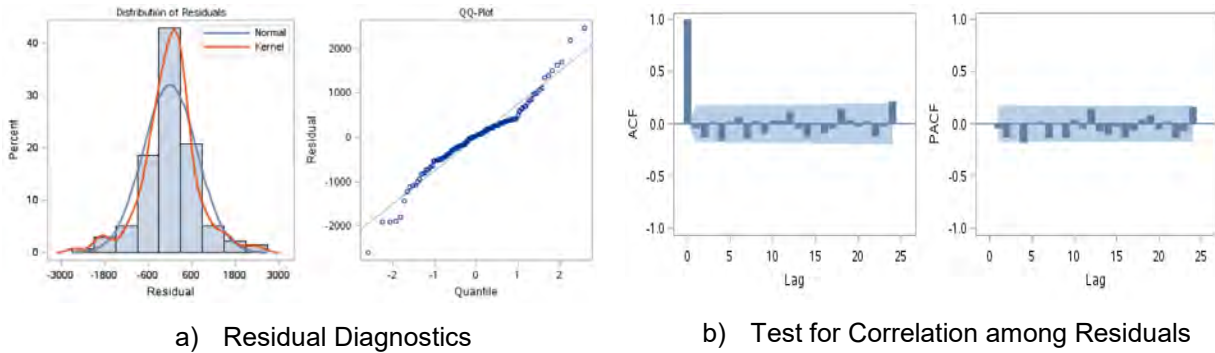 Distribution of Residuals
Percent
40
30
20
10
0
Normal
Kernel
-3000 -1800 -600 600 1800 3000
Residual
QQ-Plot
Residual
2000
1000
0
-1000
-2000
-2 -1 0 1 2
Quantile
ACF
1.0
0.5
0.0
-0.5
-1.0
0 5 10 15 20 25
Lag
PACF
1.0
0.5
0.0
-0.5
-1.0
0 5 10 15 20 25
Lag
a) Residual Diagnostics
b) Test for Correlation among Residuals